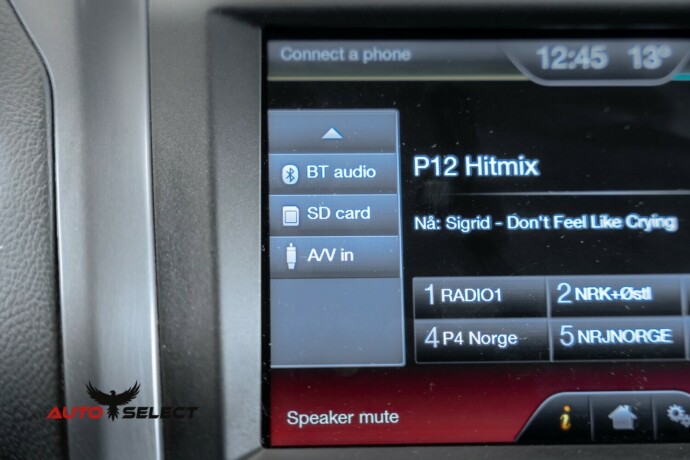 Connect a phone 12:45 13°
BT audio
SD card
A/V in
P12 Hitmix
Nå: Sigrid - Don't Feel Like Crying
1 RADIO1 2 NRK+Østl
4 P4 Norge 5 NRJNORGE
Speaker mute i
AUTO SELECT